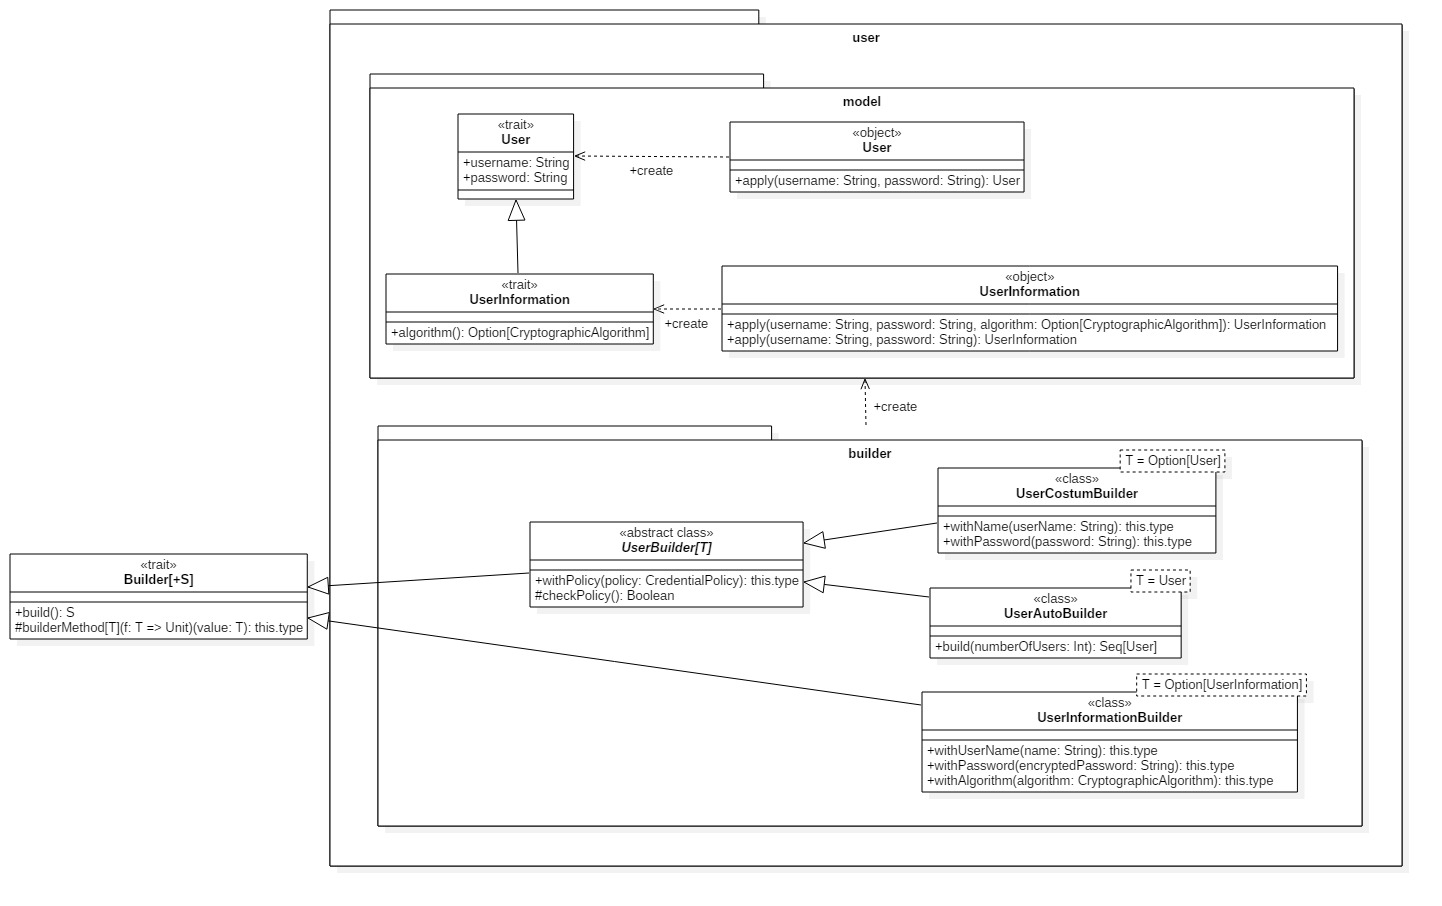 user
model
«trait»
User
+username: String
+password: String
+create
«object»
User
+apply(username: String, password: String): User
«trait»
UserInformation
+algorithm(): Option[CryptographicAlgorithm]
+create
«object»
UserInformation
+apply(username: String, password: String, algorithm: Option[CryptographicAlgorithm]): UserInformation
+apply(username: String, password: String): UserInformation
+create
builder
T = Option[User]
«class»
UserCostumBuilder
+withName(userName: String): this.type
+withPassword(password: String): this.type
«abstract class»
UserBuilder[T]
+withPolicy(policy: CredentialPolicy): this.type
#checkPolicy(): Boolean
«trait»
Builder[+S]
+build(): S
#builderMethod[T](f: T => Unit)(value: T): this.type
T = User
«class»
UserAutoBuilder
+build(numberOfUsers: Int): Seq[User]
T = Option[UserInformation]
«class»
UserInformationBuilder
+withUserName(name: String): this.type
+withPassword(encryptedPassword: String): this.type
+withAlgorithm(algorithm: CryptographicAlgorithm): this.type